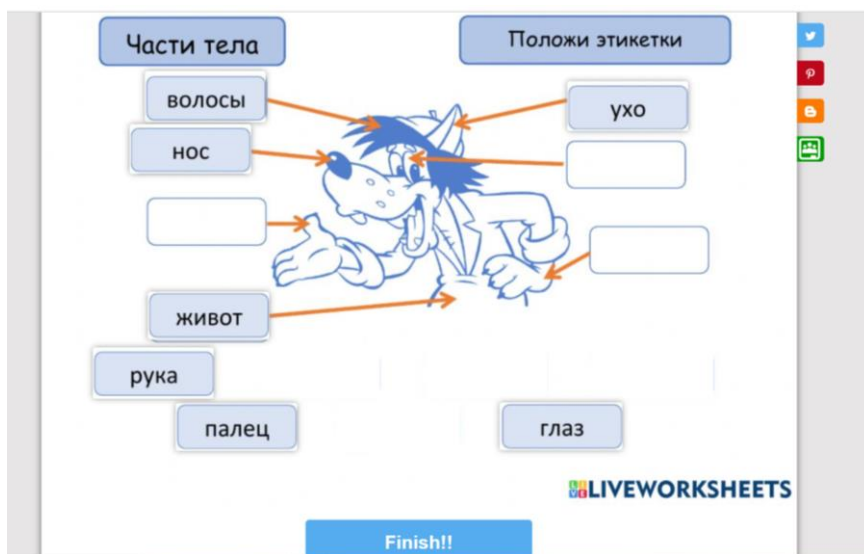 Части тела
Положи этикетки
волосы
ухо
нос
живот
рука
палец
глаз
LIVEWORKSHEETS
Finish!!